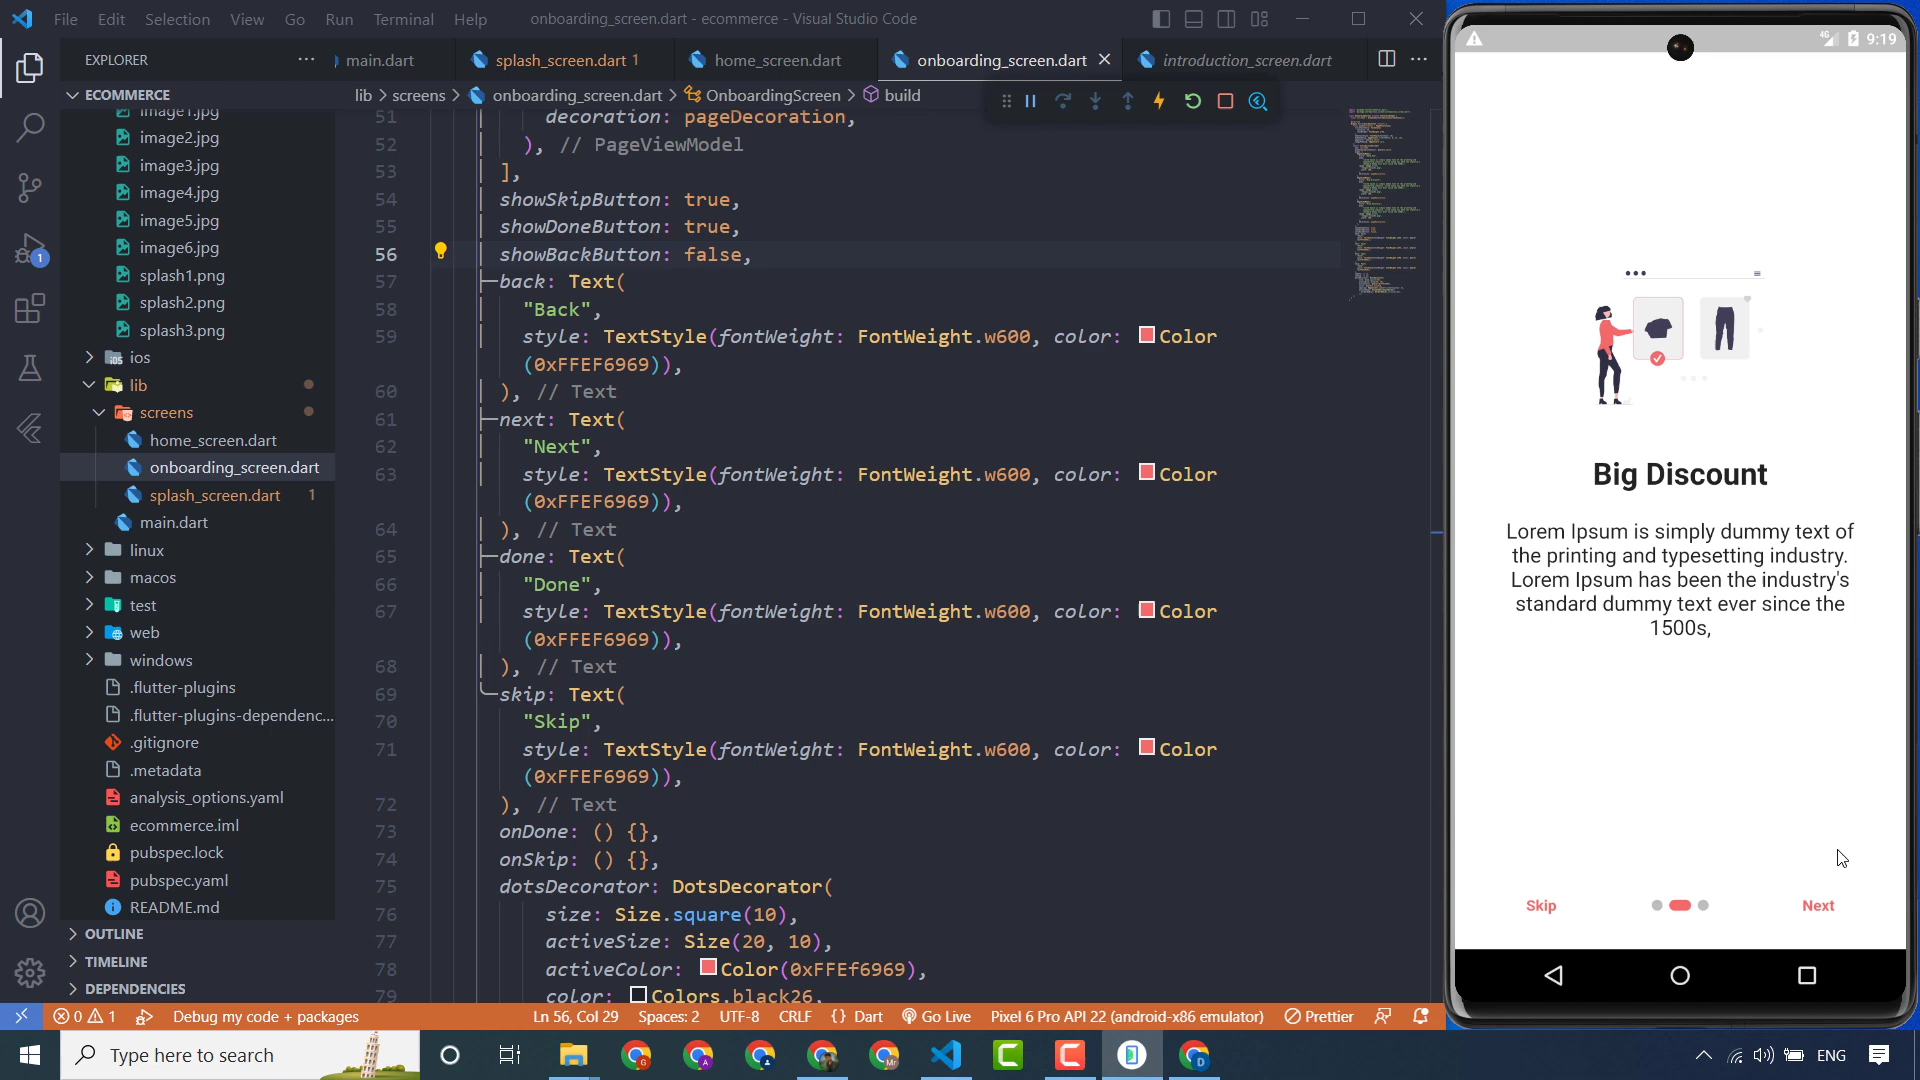 File Edit Selection View Go Run Terminal Help
onboarding_screen.dart - ecommerce - Visual Studio Code
EXPLORER
main.dart
splash_screen.dart 1
home_screen.dart
onboarding_screen.dart
introduction_screen.dart
lib > screens > onboarding_screen.dart > OnboardingScreen > build
ECOMMERCE
image1.jpg
image2.jpg
image3.jpg
image4.jpg
image5.jpg
image6.jpg
splash1.png
splash2.png
splash3.png
ios
lib
screens
home_screen.dart
onboarding_screen.dart
splash_screen.dart 1
main.dart
linux
macos
test
web
windows
.flutter-plugins
.flutter-plugins-dependenc...
.gitignore
.metadata
analysis_options.yaml
ecommerce.iml
pubspec.lock
pubspec.yaml
README.md
OUTLINE
TIMELINE
DEPENDENCIES
1
51 decoration: pageDecoration,
52 ), // PageViewModel
53 ],
54 showSkipButton: true,
55 showDoneButton: true,
56 showBackButton: false,
57 back: Text(
58 "Back",
59 style: TextStyle(fontWeight: FontWeight.w600, color: Color
(0xFFEF6969)),
60 ), // Text
61 next: Text(
62 "Next",
63 style: TextStyle(fontWeight: FontWeight.w600, color: Color
(0xFFEF6969)),
64 ), // Text
65 done: Text(
66 "Done",
67 style: TextStyle(fontWeight: FontWeight.w600, color: Color
(0xFFEF6969)),
68 ), // Text
69 skip: Text(
70 "Skip",
71 style: TextStyle(fontWeight: FontWeight.w600, color: Color
(0xFFEF6969)),
72 ), // Text
73 onDone: () {},
74 onSkip: () {},
75 dotsDecorator: DotsDecorator(
76 size: Size.square(10),
77 activeSize: Size(20, 10),
78 activeColor: Color(0xFFEf6969),
79 color: Colors.black26,
4G 9:19
Big Discount
Lorem Ipsum is simply dummy text of
the printing and typesetting industry.
Lorem Ipsum has been the industry's
standard dummy text ever since the
1500s,
Skip
Next
0 1 Debug my code + packages
Ln 56, Col 29 Spaces: 2 UTF-8 CRLF {} Dart Go Live Pixel 6 Pro API 22 (android-x86 emulator) Prettier
Type here to search
ENG